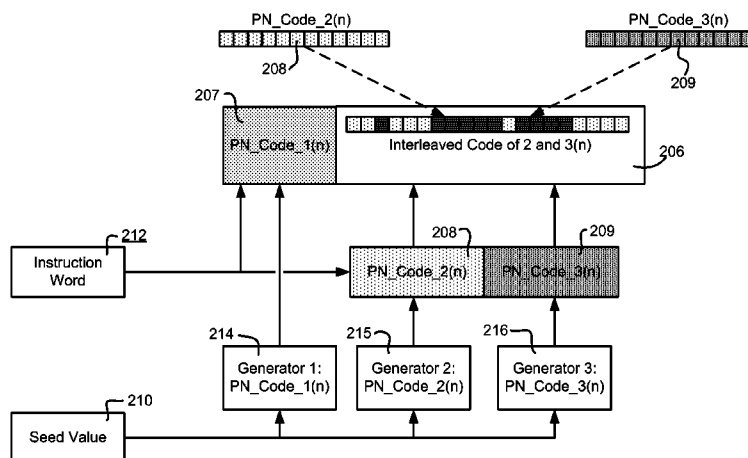 PN_Code_2(n)
PN_Code_3(n)
208
209
207
PN_Code_1(n)
Interleaved Code of 2 and 3(n)
206
212
208
209
Instruction
Word
PN_Code_2(n)
PN_Code_3(n)
214
215
216
Generator 1:
PN_Code_1(n)
Generator 2:
PN_Code_2(n)
Generator 3:
PN_Code_3(n)
210
Seed Value